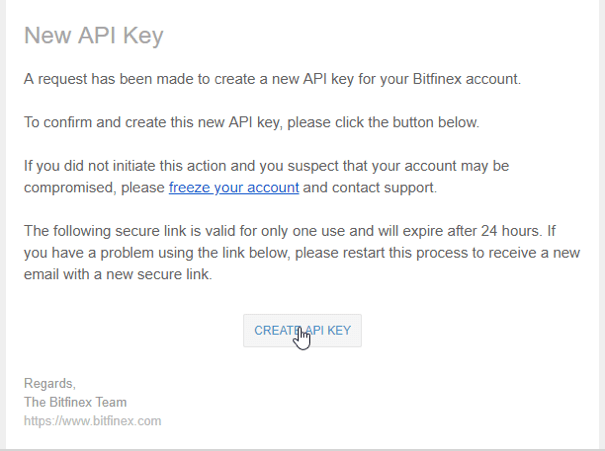 New API Key
A request has been made to create a new API key for your Bitfinex account.
To confirm and create this new API key, please click the button below.
If you did not initiate this action and you suspect that your account may be
compromised, please freeze your account and contact support.
The following secure link is valid for only one use and will expire after 24 hours. If
you have a problem using the link below, please restart this process to receive a new
email with a new secure link.
CREATE API KEY
Regards,
The Bitfinex Team
https://www.bitfinex.com